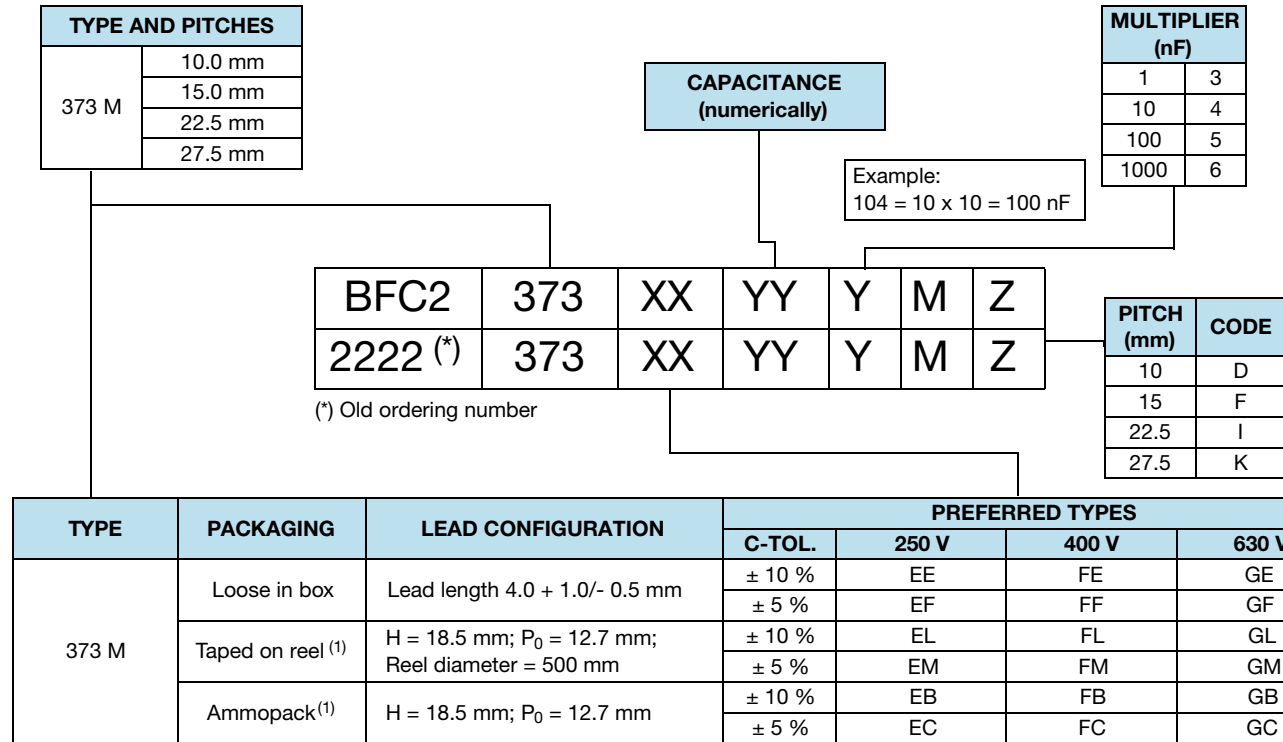 TYPE AND PITCHES
373 M
10.0 mm
15.0 mm
22.5 mm
27.5 mm
CAPACITANCE
(numerically)
MULTIPLIER
(nF)
1 3
10 4
100 5
1000 6
Example:
104 = 10 x 10 = 100 nF
BFC2 373 XX YY Y M Z
2222 (*) 373 XX YY Y M Z
(*) Old ordering number
PITCH
(mm)
CODE
10 D
15 F
22.5 I
27.5 K
TYPE PACKAGING LEAD CONFIGURATION PREFERRED TYPES
C-TOL. 250 V 400 V 630 V
373 M
Loose in box Lead length 4.0 + 1.0/- 0.5 mm
± 10 % EE FE GE
± 5 % EF FF GF
Taped on reel (1)
H = 18.5 mm; P0 = 12.7 mm;
Reel diameter = 500 mm
± 10 % EL FL GL
± 5 % EM FM GM
Ammopack(1) H = 18.5 mm; P0 = 12.7 mm
± 10 % EB FB GB
± 5 % EC FC GC